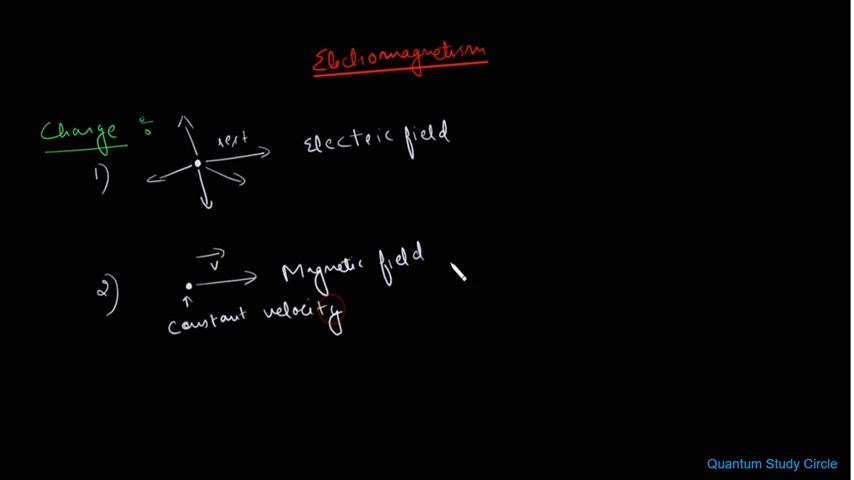 Electromagnetism
Charge :
1) rest Electric field
2) v Magnetic field
constant velocity
Quantum Study Circle